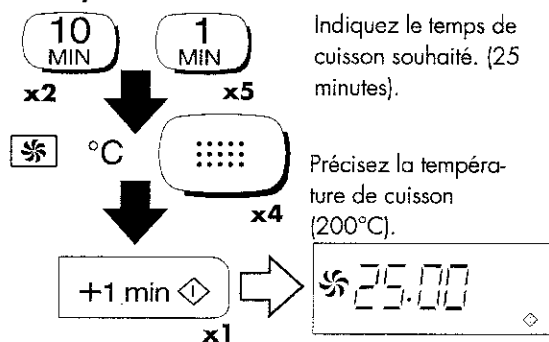 10
MIN
x2
1
MIN
x5
Indiquez le temps de
cuisson souhaité. (25
minutes).
°C
x4
Précisez la tempéra-
ture de cuisson
(200°C).
+1 min
x1
25.00